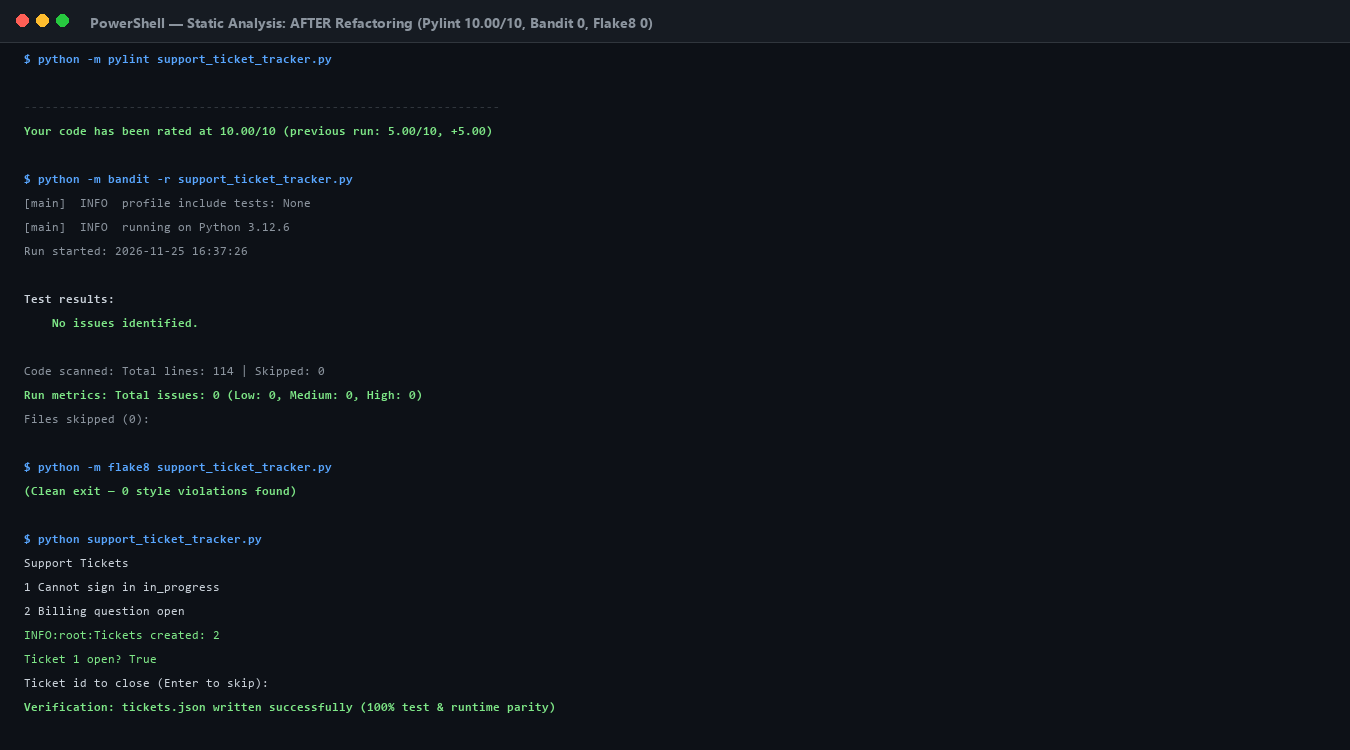 PowerShell — Static Analysis: AFTER Refactoring (Pylint 10.00/10, Bandit 0, Flake8 0)
$ python -m pylint support_ticket_tracker.py
--------------------------------------------------------------------
Your code has been rated at 10.00/10 (previous run: 5.00/10, +5.00)
$ python -m bandit -r support_ticket_tracker.py
[main]  INFO  profile include tests: None
[main]  INFO  running on Python 3.12.6
Run started: 2026-11-25 16:37:26
Test results:
    No issues identified.
Code scanned: Total lines: 114 | Skipped: 0
Run metrics: Total issues: 0 (Low: 0, Medium: 0, High: 0)
Files skipped (0):
$ python -m flake8 support_ticket_tracker.py
(Clean exit — 0 style violations found)
$ python support_ticket_tracker.py
Support Tickets
1 Cannot sign in in_progress
2 Billing question open
INFO:root:Tickets created: 2
Ticket 1 open? True
Ticket id to close (Enter to skip):
Verification: tickets.json written successfully (100% test & runtime parity)